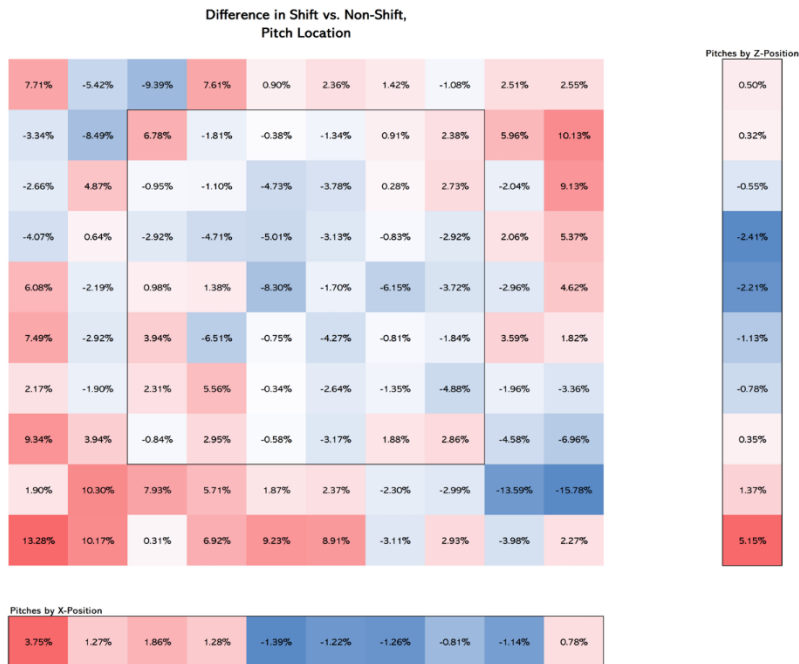 Difference in Shift vs. Non-Shift,
Pitch Location
Pitches by Z-Position
7.71% -5.42% -9.39% 7.61% 0.90% 2.36% 1.42% -1.08% 2.51% 2.55% 0.50%
-3.34% -8.49% 6.78% -1.81% -0.38% -1.34% 0.91% 2.38% 5.96% 10.13% 0.32%
-2.66% 4.87% -0.95% -1.10% -4.73% -3.78% 0.28% 2.73% -2.04% 9.13% -0.55%
-4.07% 0.64% -2.92% -4.71% -5.01% -3.13% -0.83% -2.92% 2.06% 5.37% -2.41%
6.08% -2.19% 0.98% 1.38% -8.30% -1.70% -6.15% -3.72% -2.96% 4.62% -2.21%
7.49% -2.92% 3.94% -6.51% -0.75% -4.27% -0.81% -1.84% 3.59% 1.82% -1.13%
2.17% -1.90% 2.31% 5.56% -0.34% -2.64% -1.35% -4.88% -1.96% -3.36% -0.78%
9.34% 3.94% -0.84% 2.95% -0.58% -3.17% 1.88% 2.86% -4.58% -6.96% 0.35%
1.90% 10.30% 7.93% 5.71% 1.87% 2.37% -2.30% -2.99% -13.59% -15.78% 1.37%
13.28% 10.17% 0.31% 6.92% 9.23% 8.91% -3.11% 2.93% -3.98% 2.27% 5.15%
Pitches by X-Position
3.75% 1.27% 1.86% 1.28% -1.39% -1.22% -1.26% -0.81% -1.14% 0.78%